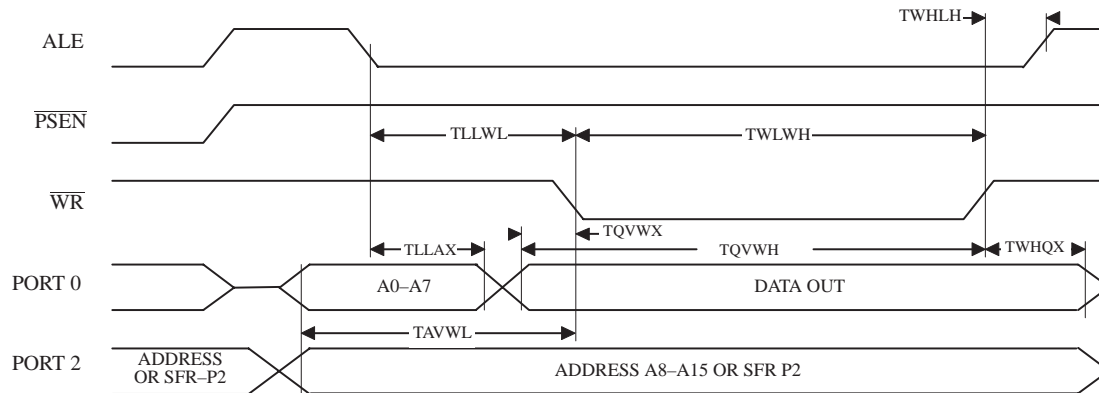 TWHLH
ALE
PSEN
TLLWL
TWLWH
WR
TQVWX
TLLAX
TQVWH
TWHQX
PORT 0
A0–A7
DATA OUT
TAVWL
PORT 2
ADDRESS
OR SFR–P2
ADDRESS A8–A15 OR SFR P2